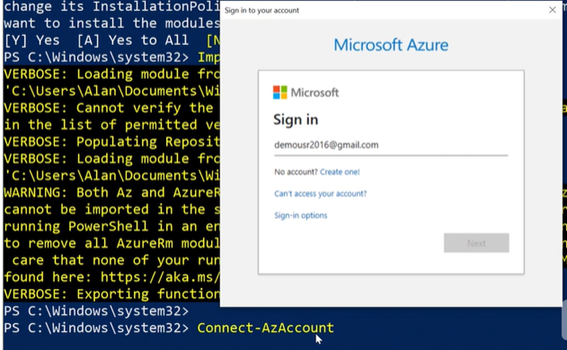 change its InstallationPoli
want to install the modules
[Y] Yes [A] Yes to All [N
PS C:\Windows\system32> Imp
VERBOSE: Loading module fro
'C:\Users\Alan\Documents\Wi
VERBOSE: Cannot verify the
in the list of permitted ve
VERBOSE: Populating Reposit
VERBOSE: Loading module fro
'C:\Users\Alan\Documents\Wi
WARNING: Both Az and AzureR
cannot be imported in the s
running PowerShell in an en
to remove all AzureRm modul
care that none of your run
found here: https://aka.ms/
VERBOSE: Exporting function
PS C:\Windows\system32>
PS C:\Windows\system32> Connect-AzAccount
Sign in to your account
Microsoft Azure
Microsoft
Sign in
demousr2016@gmail.com
No account? Create one!
Can't access your account?
Sign-in options
Next